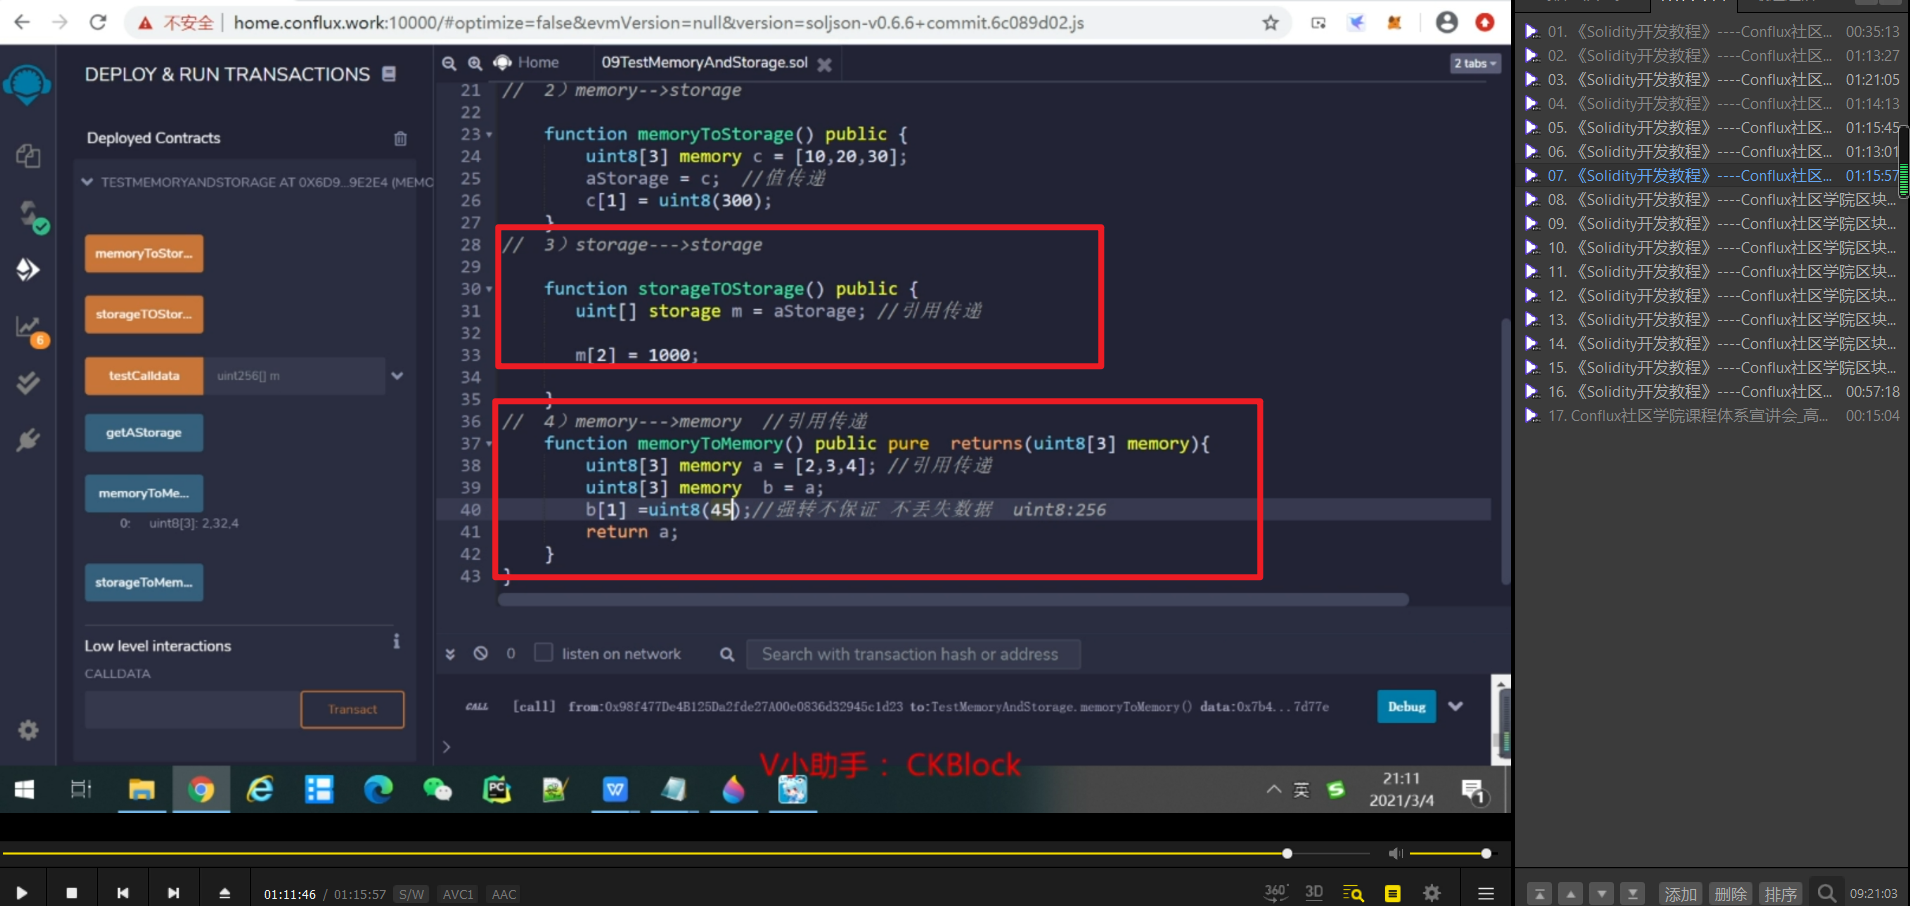 不安全 | home.conflux.work:10000/#optimize=false&evmVersion=null&version=soljson-v0.6.6+commit.6c089d02.js
DEPLOY & RUN TRANSACTIONS
Deployed Contracts
TESTMEMORYANDSTORAGE AT 0X6D9...9E2E4 (MEMO
memoryToStor...
storageTOStor...
testCalldata
uint256[] m
getAStorage
memoryToMe...
0: uint8[3]: 2,32,4
storageToMem...
Low level interactions
CALLDATA
Transact
6
Home
09TestMemoryAndStorage.sol
2 tabs
21 // 2）memory-->storage
22
23 function memoryToStorage() public {
24 uint8[3] memory c = [10,20,30];
25 aStorage = c; //值传递
26 c[1] = uint8(300);
27 }
28 // 3）storage--->storage
29
30 function storageTOStorage() public {
31 uint[] storage m = aStorage; //引用传递
32
33 m[2] = 1000;
34
35 }
36 // 4）memory--->memory //引用传递
37 function memoryToMemory() public pure returns(uint8[3] memory){
38 uint8[3] memory a = [2,3,4]; //引用传递
39 uint8[3] memory b = a;
40 b[1] =uint8(45);//强转不保证 不丢失数据 uint8:256
41 return a;
42 }
43 }
0
listen on network
Search with transaction hash or address
CALL [call] from:0x98f477De4B125Da2fde27A00e0836d32945c1d23 to:TestMemoryAndStorage.memoryToMemory() data:0x7b4...7d77e
Debug
V小助手： CKBlock
英
21:11
2021/3/4
1
01:11:46 / 01:15:57 S/W AVC1 AAC
360°
3D
01. 《Solidity开发教程》----Conflux社区... 00:35:13
02. 《Solidity开发教程》----Conflux社区... 01:13:27
03. 《Solidity开发教程》----Conflux社区... 01:21:05
04. 《Solidity开发教程》----Conflux社区... 01:14:13
05. 《Solidity开发教程》----Conflux社区... 01:15:45
06. 《Solidity开发教程》----Conflux社区... 01:13:01
07. 《Solidity开发教程》----Conflux社区... 01:15:57
08. 《Solidity开发教程》----Conflux社区学院区块...
09. 《Solidity开发教程》----Conflux社区学院区块...
10. 《Solidity开发教程》----Conflux社区学院区块...
11. 《Solidity开发教程》----Conflux社区学院区块...
12. 《Solidity开发教程》----Conflux社区学院区块...
13. 《Solidity开发教程》----Conflux社区学院区块...
14. 《Solidity开发教程》----Conflux社区学院区块...
15. 《Solidity开发教程》----Conflux社区学院区块...
16. 《Solidity开发教程》----Conflux社区... 00:57:18
17. Conflux社区学院课程体系宣讲会_高... 00:15:04
添加 删除 排序
09:21:03